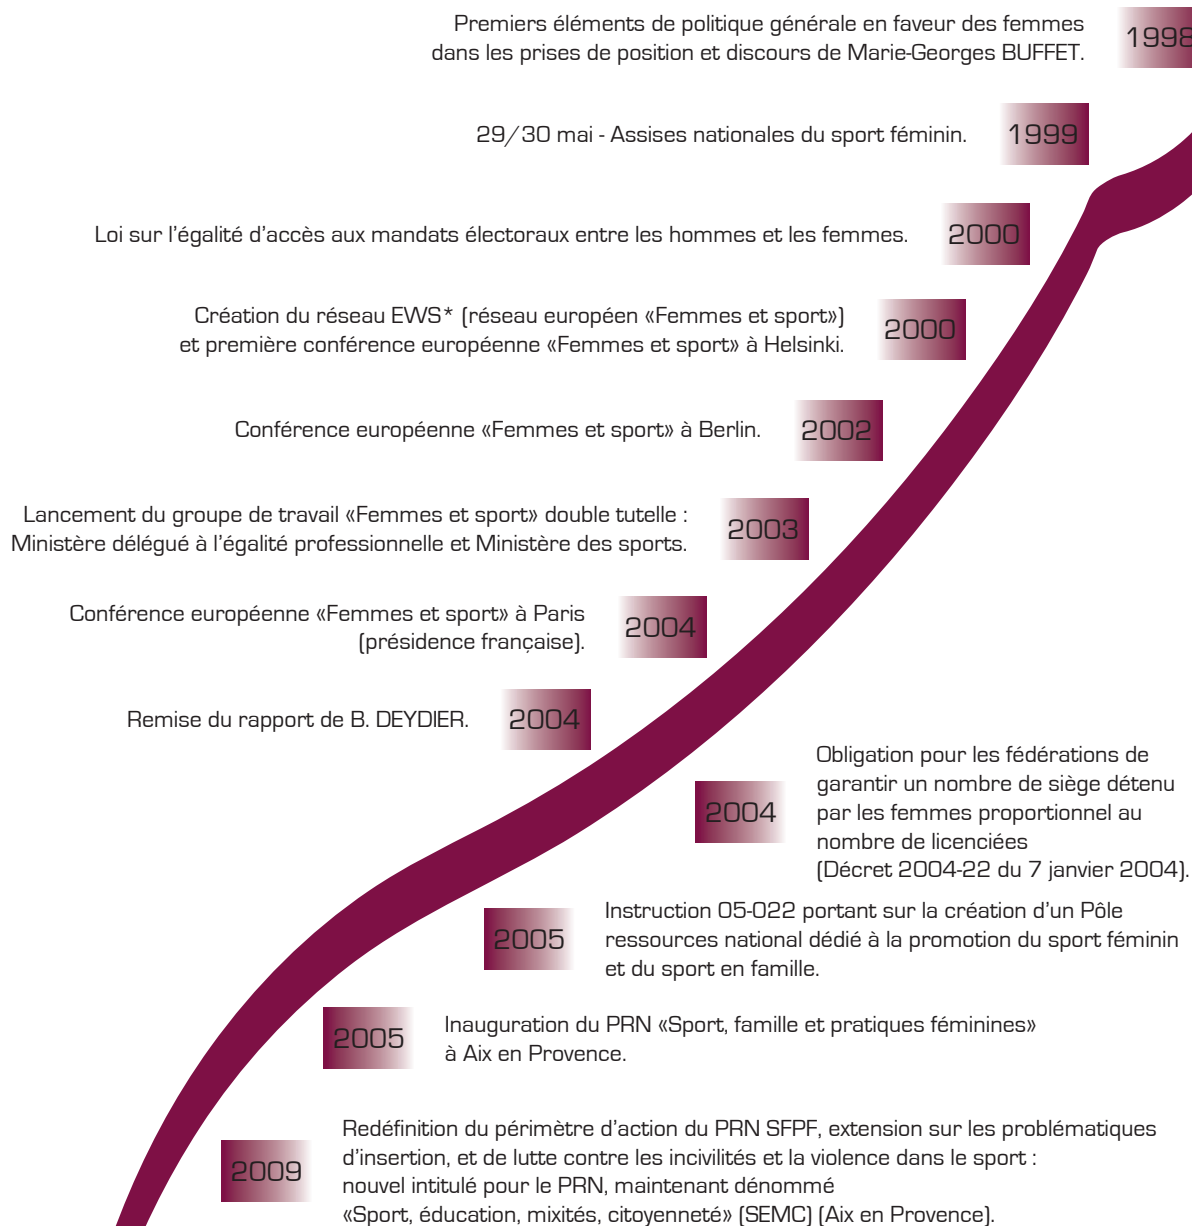 Premiers éléments de politique générale en faveur des femmes
dans les prises de position et discours de Marie-Georges BUFFET.
1998
29/30 mai - Assises nationales du sport féminin.
1999
Loi sur l'égalité d'accès aux mandats électoraux entre les hommes et les femmes.
2000
Création du réseau EWS* (réseau européen «Femmes et sport»)
et première conférence européenne «Femmes et sport» à Helsinki.
2000
Conférence européenne «Femmes et sport» à Berlin.
2002
Lancement du groupe de travail «Femmes et sport» double tutelle :
Ministère délégué à l'égalité professionnelle et Ministère des sports.
2003
Conférence européenne «Femmes et sport» à Paris
(présidence française).
2004
Remise du rapport de B. DEYDIER.
2004
2004
Obligation pour les fédérations de
garantir un nombre de siège détenu
par les femmes proportionnel au
nombre de licenciées
(Décret 2004-22 du 7 janvier 2004).
2005
Instruction 05-022 portant sur la création d'un Pôle
ressources national dédié à la promotion du sport féminin
et du sport en famille.
2005
Inauguration du PRN «Sport, famille et pratiques féminines»
à Aix en Provence.
2009
Redéfinition du périmètre d'action du PRN SFPF, extension sur les problématiques
d'insertion, et de lutte contre les incivilités et la violence dans le sport :
nouvel intitulé pour le PRN, maintenant dénommé
«Sport, éducation, mixités, citoyenneté» (SEMC) (Aix en Provence).